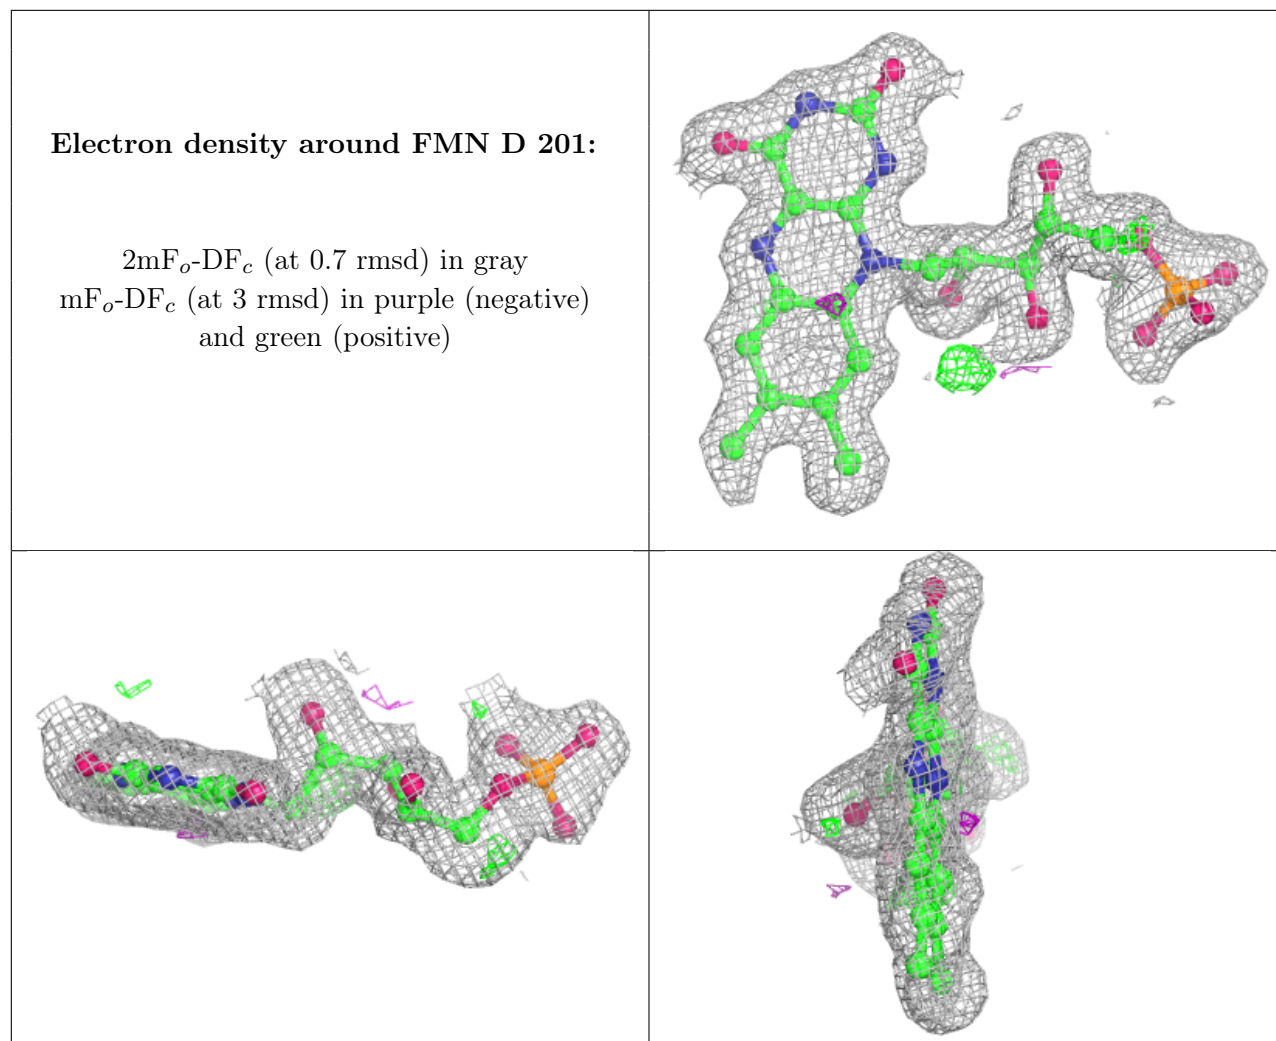 Electron density around FMN D 201:
2mFₒ-DF𝒸 (at 0.7 rmsd) in gray
mFₒ-DF𝒸 (at 3 rmsd) in purple (negative)
and green (positive)